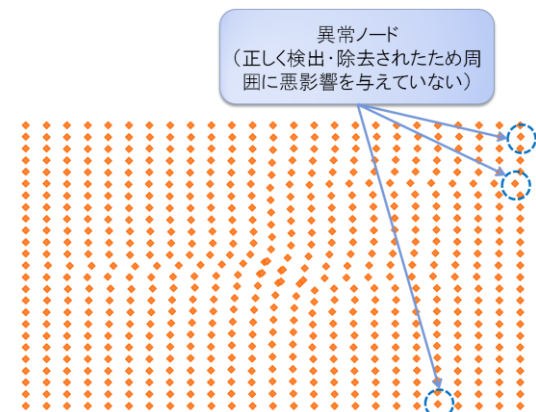 異常ノード
（正しく検出・除去されたため周
囲に悪影響を与えていない）